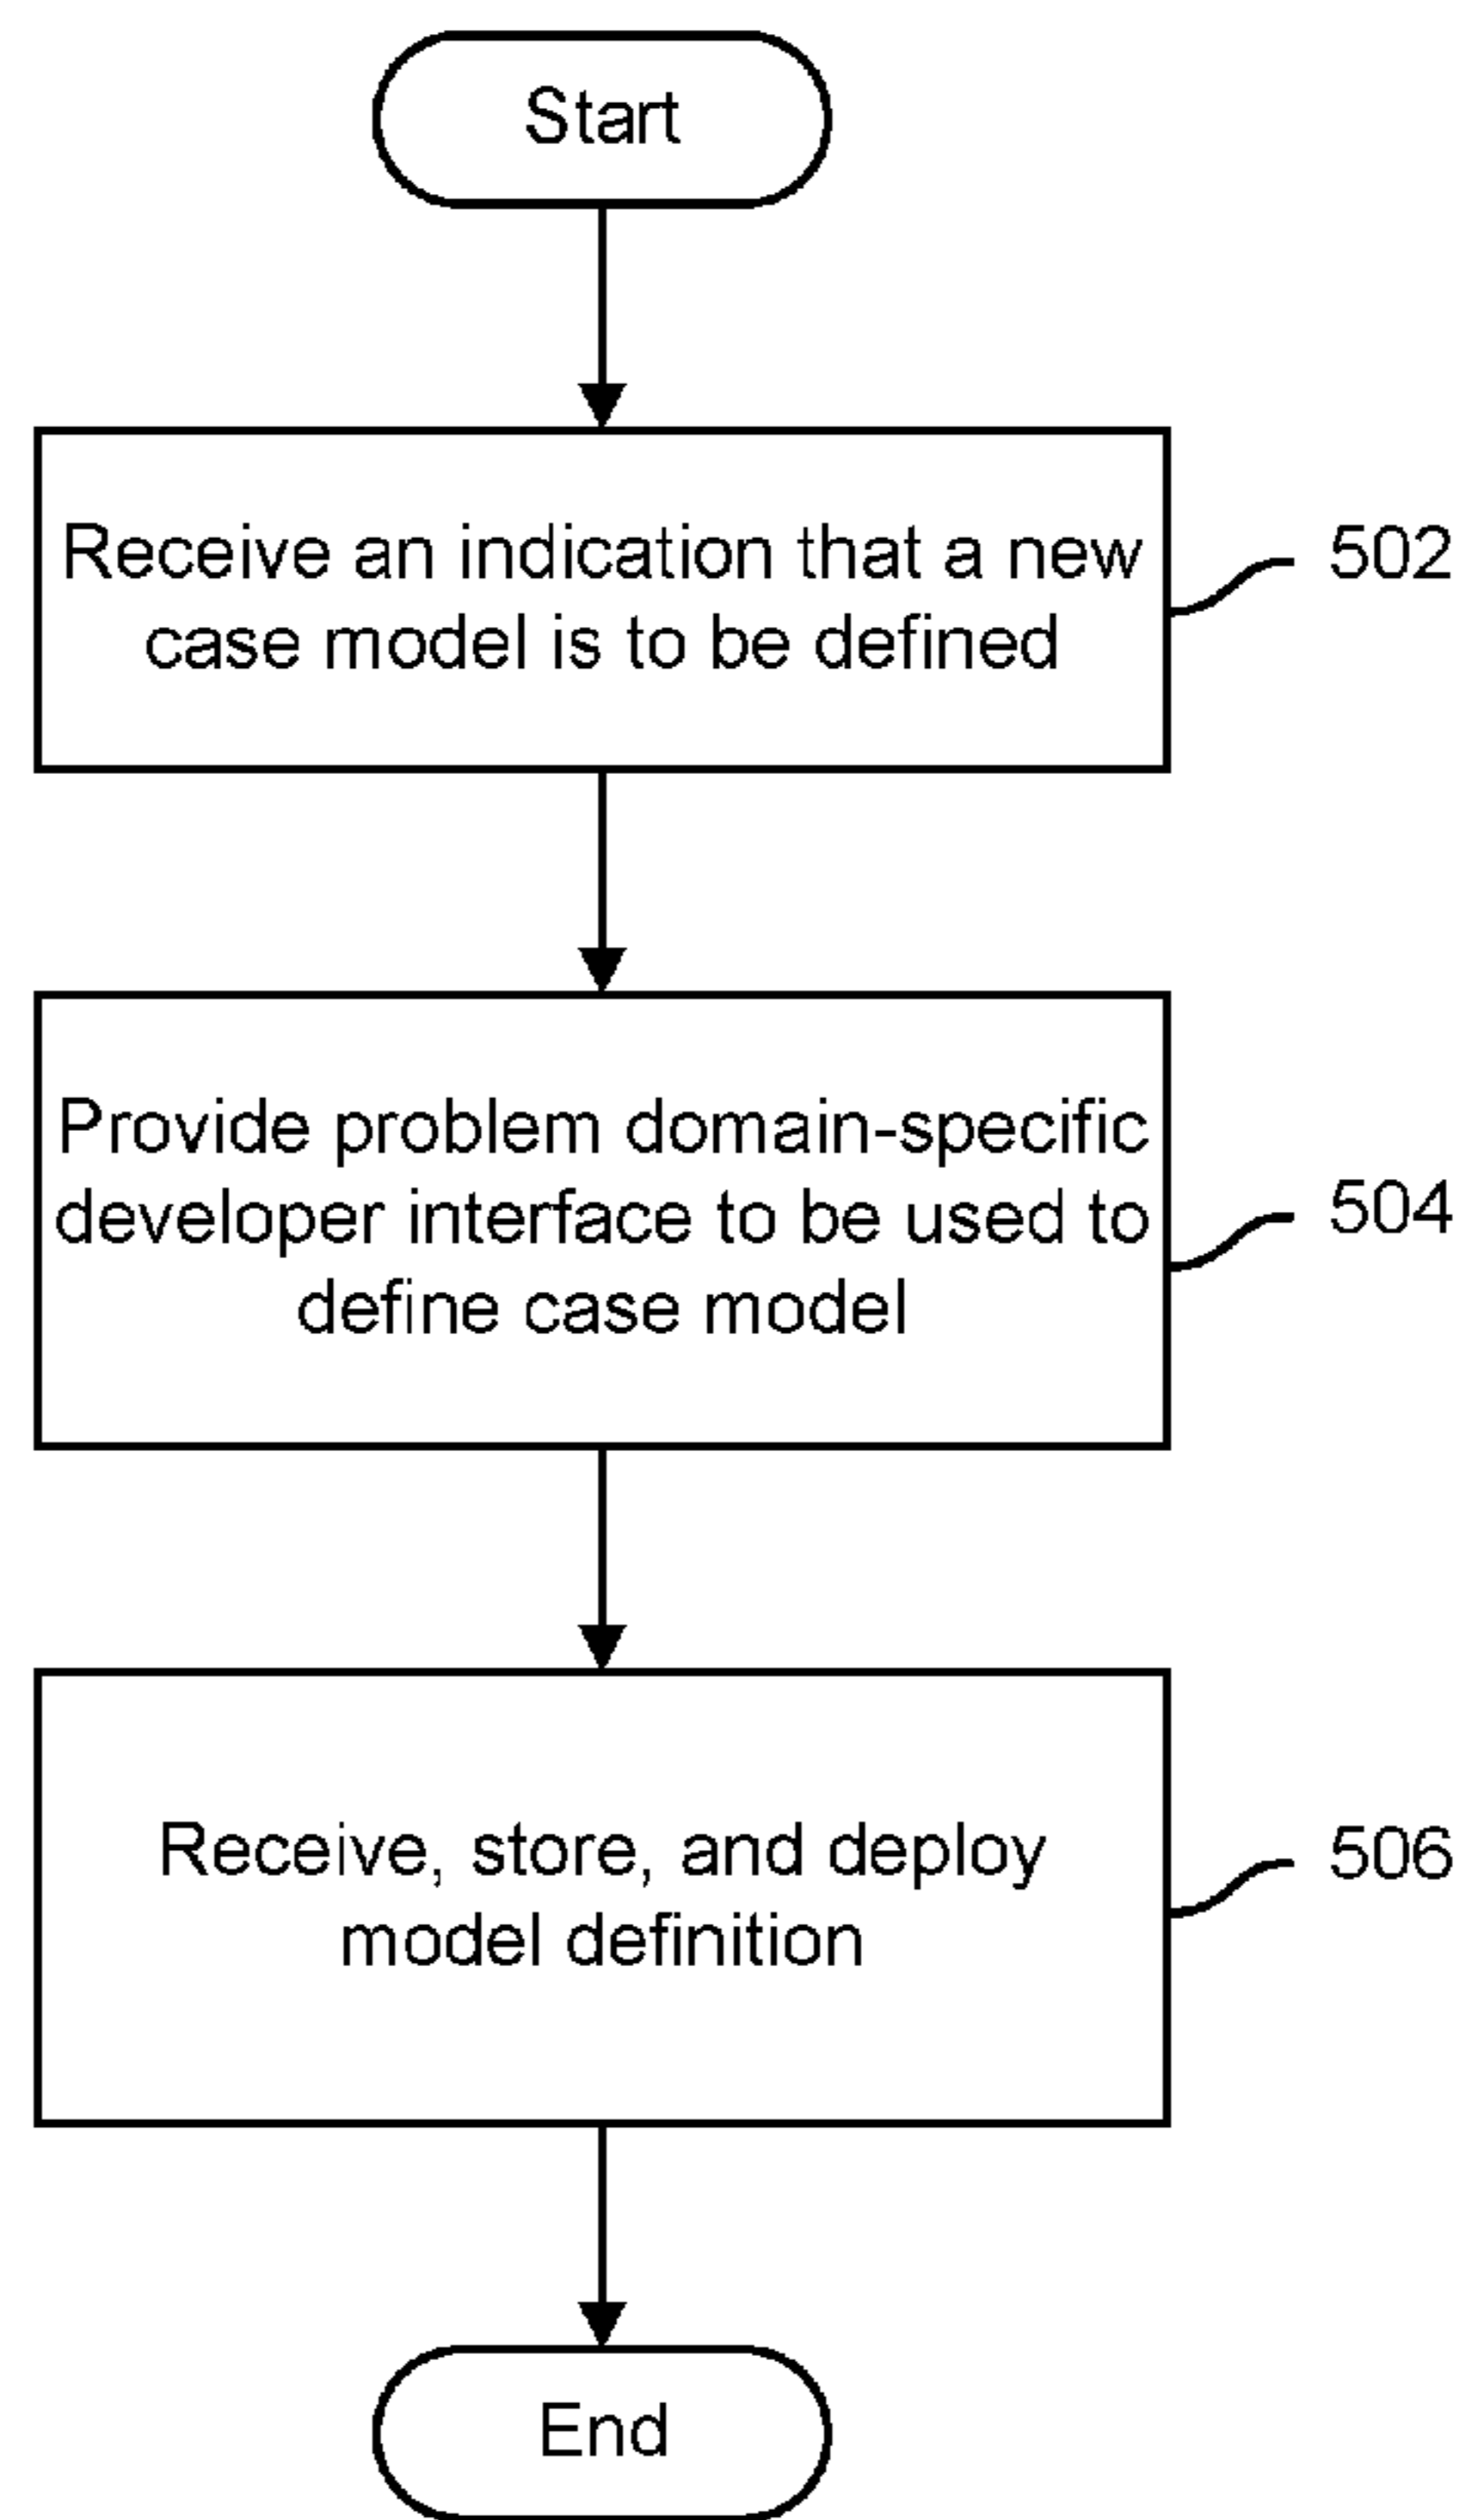 Start
Receive an indication that a new
case model is to be defined
502
Provide problem domain-specific
developer interface to be used to
define case model
504
Receive, store, and deploy
model definition
506
End